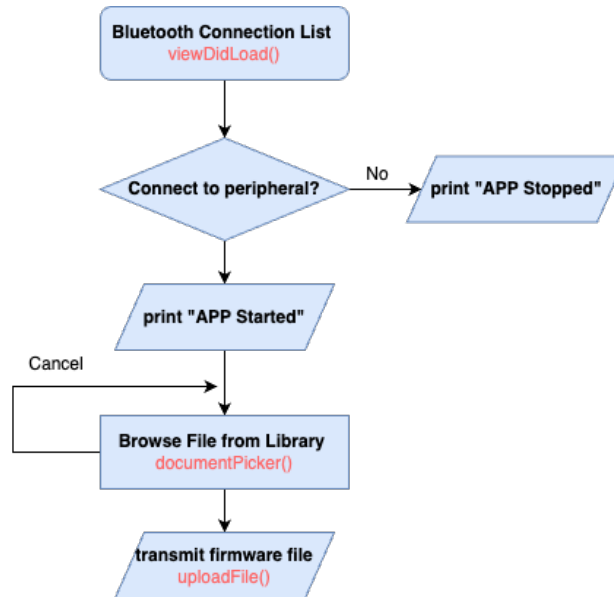 Bluetooth Connection List
viewDidLoad()
Connect to peripheral?
No
print "APP Stopped"
print "APP Started"
Cancel
Browse File from Library
documentPicker()
transmit firmware file
uploadFile()